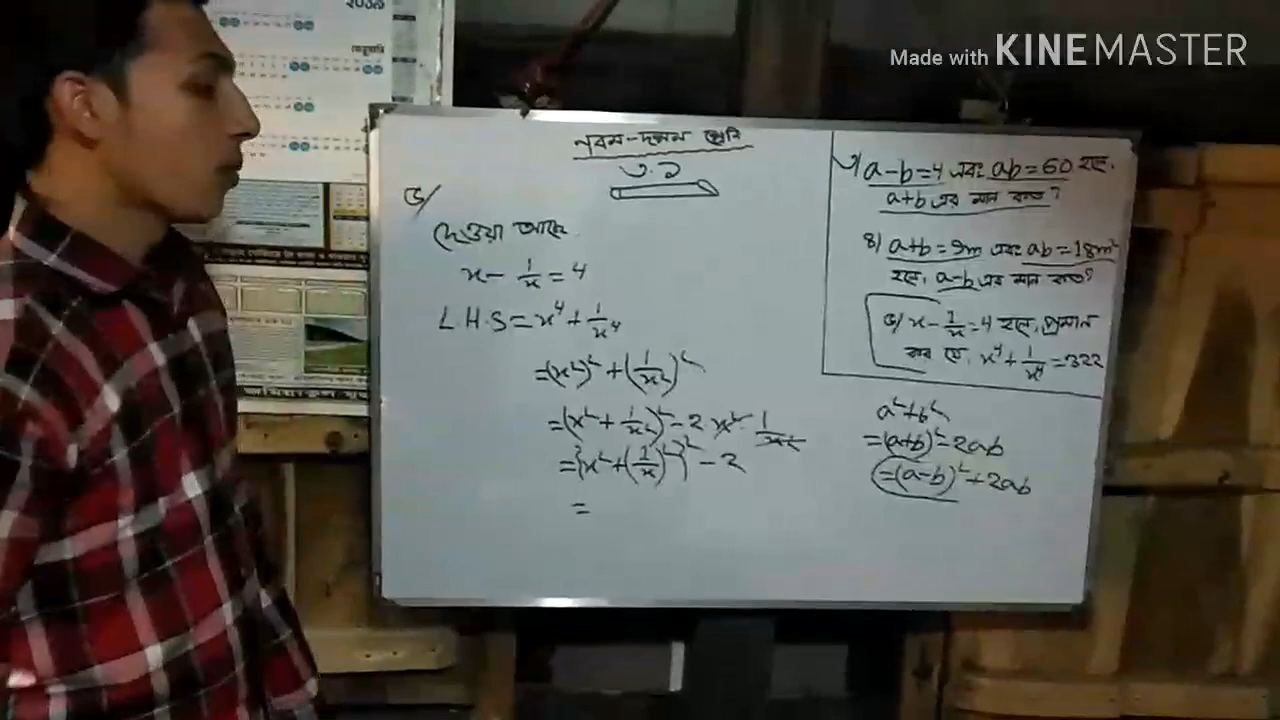 Made with KINEMASTER
২০১৯
নবম-দশম শ্রেণি
৩.১
৫/
দেওয়া আছে,
x - 1/x = 4
L.H.S = x⁴ + 1/x⁴
= (x²)² + (1/x²)²
= (x² + 1/x²)² - 2 x² · 1/x²
= {x² + (1/x)²}² - 2
=
৩/ a-b=4 এবং ab=60 হলে,
a+b এর মান কত?
৪) a+b=9m এবং ab=18m²
হলে, a-b এর মান কত?
৫) x - 1/x = 4 হলে, প্রমাণ
কর যে, x⁴ + 1/x⁴ = 322
a²+b²
= (a+b)² - 2ab
= (a-b)² + 2ab